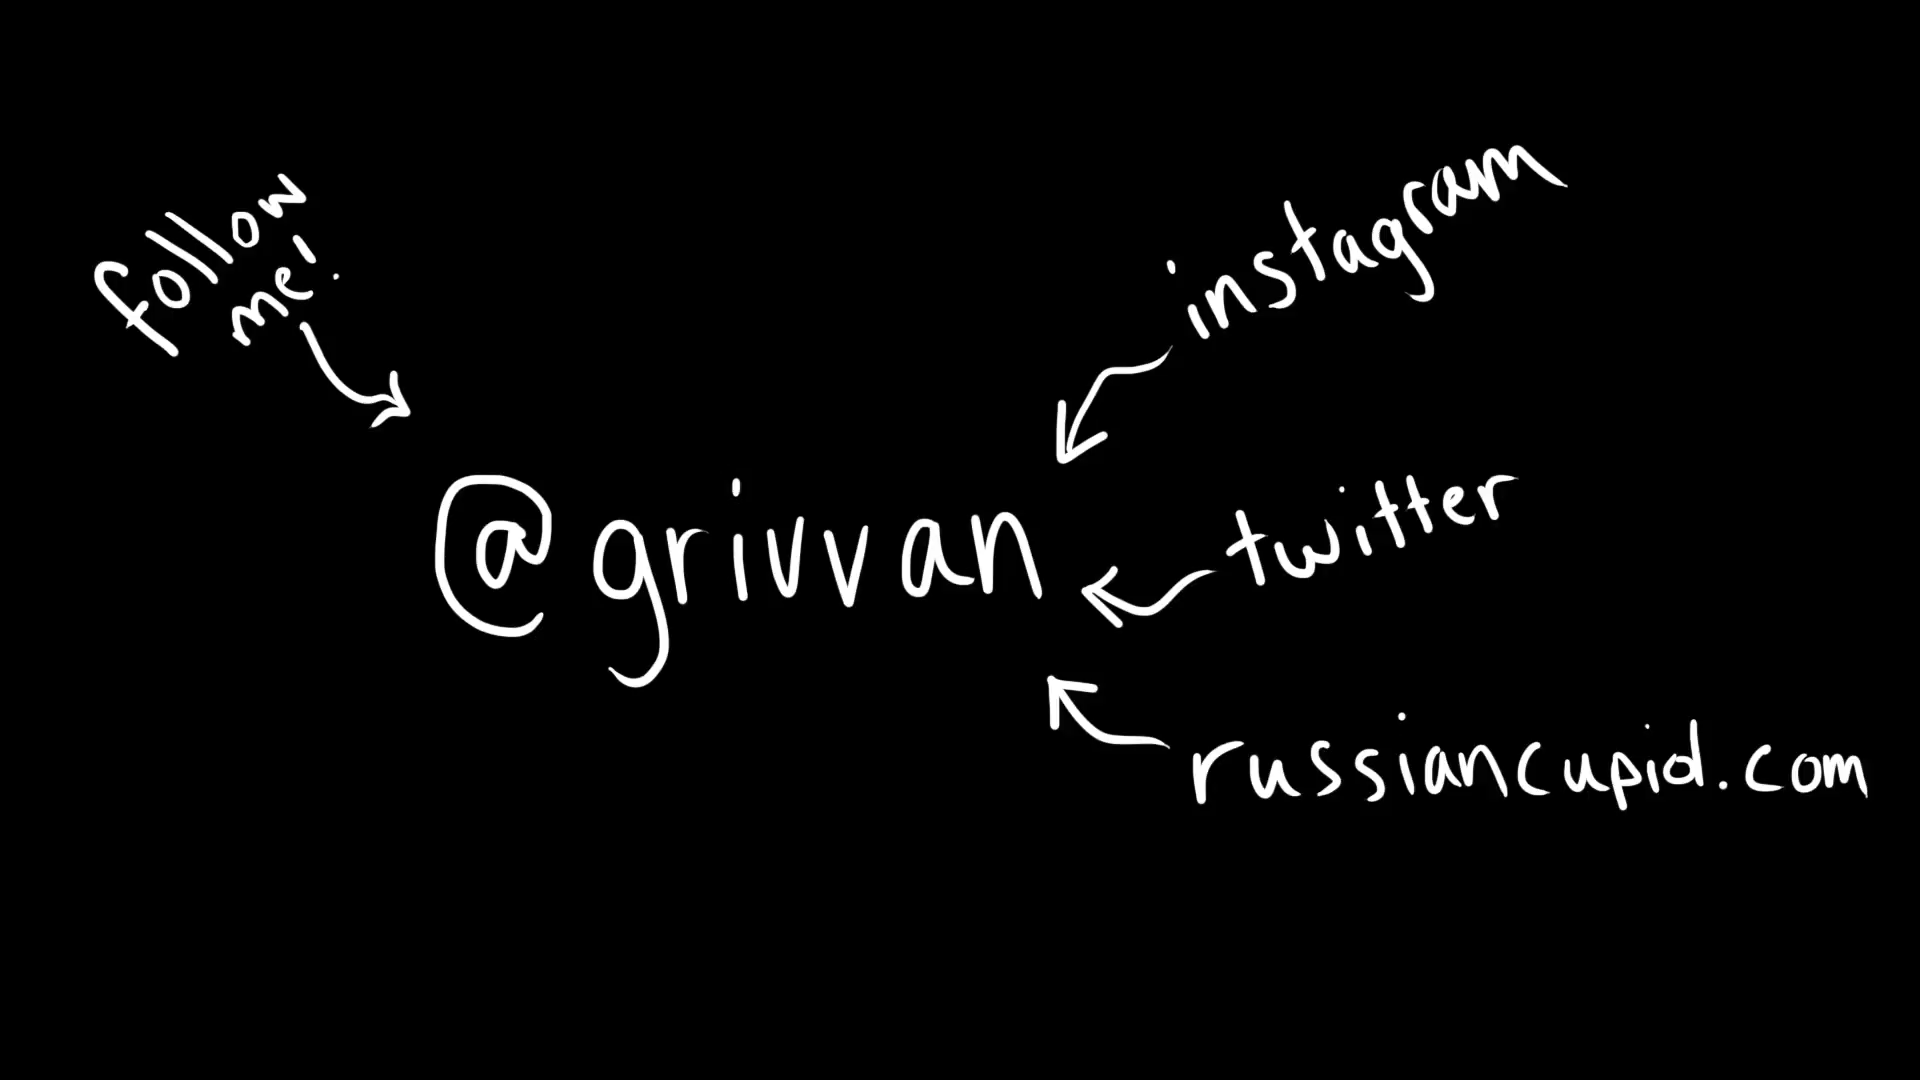 follow
me!
instagram
@grivvan
twitter
russiancupid.com